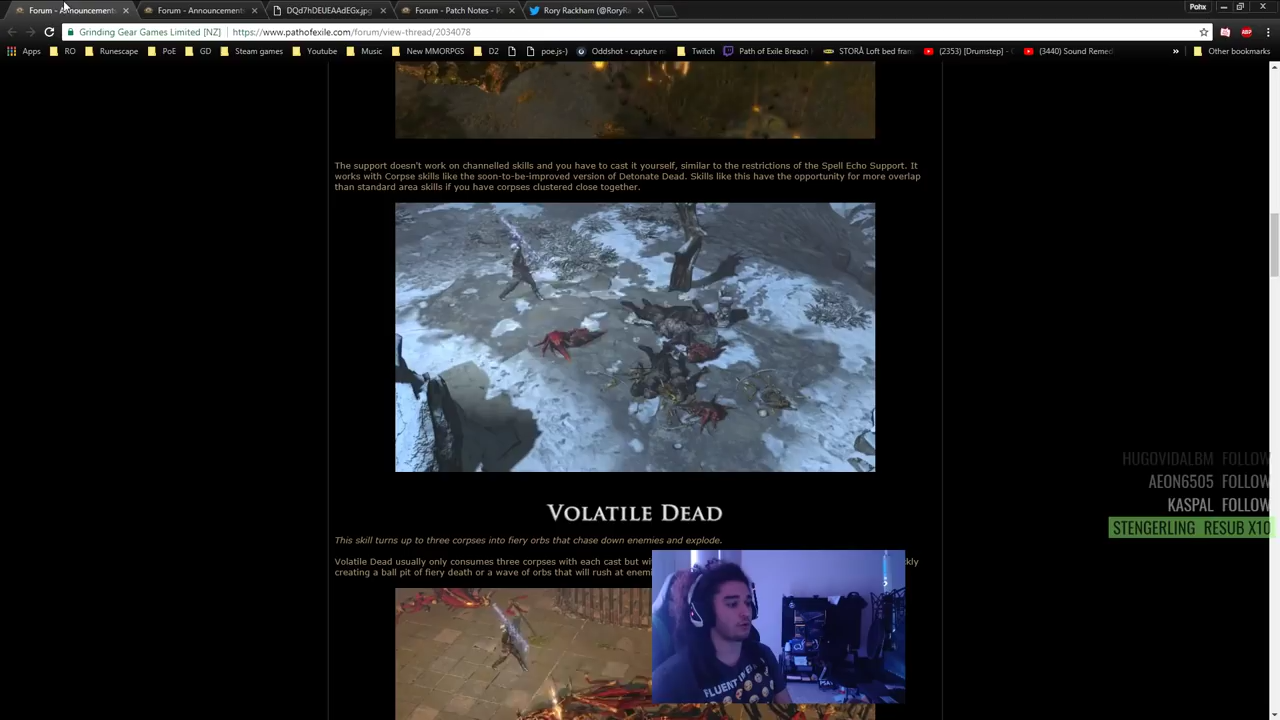 Forum - Announcements
Forum - Announcements
DQd7hDEUEAAdEGx.jpg
Forum - Patch Notes - P
Rory Rackham (@RoryR
Pohx
Grinding Gear Games Limited [NZ]
https://www.pathofexile.com/forum/view-thread/2034078
Apps RO Runescape PoE GD Steam games Youtube Music New MMORPGS D2 poe.js-) Oddshot - capture m Twitch Path of Exile Breach STORÅ Loft bed fram (2353) [Drumstep] - (3440) Sound Remed » Other bookmarks
The support doesn't work on channelled skills and you have to cast it yourself, similar to the restrictions of the Spell Echo Support. It
works with Corpse skills like the soon-to-be-improved version of Detonate Dead. Skills like this have the opportunity for more overlap
than standard area skills if you have corpses clustered close together.
HUGOVIDALBM FOLLOW
AEON6505 FOLLOW
KASPAL FOLLOW
STENGERLING RESUB X10
VOLATILE DEAD
This skill turns up to three corpses into fiery orbs that chase down enemies and explode.
Volatile Dead usually only consumes three corpses with each cast but wi
kly
creating a ball pit of fiery death or a wave of orbs that will rush at enemi
FLUENT IN